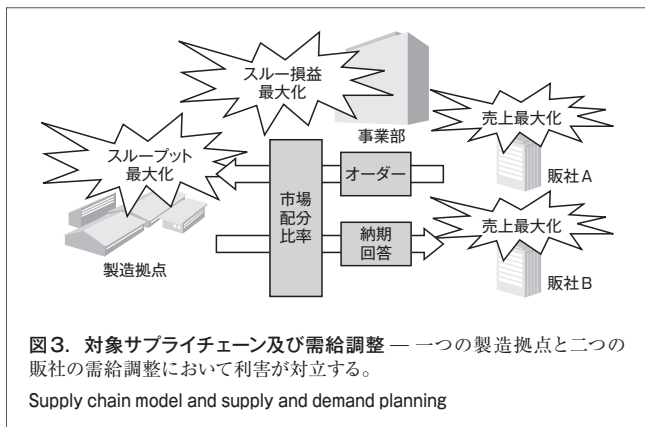 スルー損益
最大化
事業部
売上最大化
販社A
スループット
最大化
オーダー
市場
配分
比率
製造拠点
納期
回答
売上最大化
販社B
図3. 対象サプライチェーン及び需給調整 — 一つの製造拠点と二つの
販社の需給調整において利害が対立する。
Supply chain model and supply and demand planning